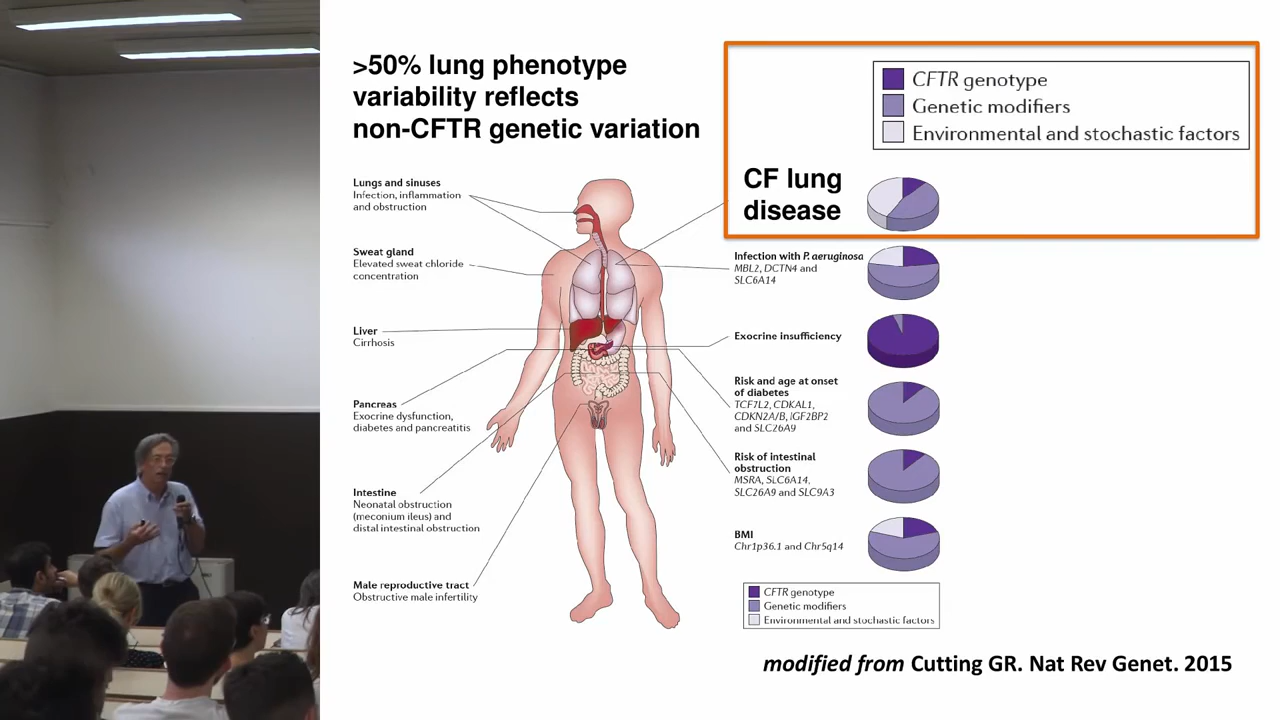 >50% lung phenotype
variability reflects
non-CFTR genetic variation
CFTR genotype
Genetic modifiers
Environmental and stochastic factors
CF lung
disease
Lungs and sinuses
Infection, inflammation
and obstruction
Sweat gland
Elevated sweat chloride
concentration
Liver
Cirrhosis
Pancreas
Exocrine dysfunction,
diabetes and pancreatitis
Intestine
Neonatal obstruction
(meconium ileus) and
distal intestinal obstruction
Male reproductive tract
Obstructive male infertility
Infection with P. aeruginosa
MBL2, DCTN4 and
SLC6A14
Exocrine insufficiency
Risk and age at onset
of diabetes
TCF7L2, CDKAL1,
CDKN2A/B, IGF2BP2
and SLC26A9
Risk of intestinal
obstruction
MSRA, SLC6A14,
SLC26A9 and SLC9A3
BMI
Chr1p36.1 and Chr5q14
CFTR genotype
Genetic modifiers
Environmental and stochastic factors
modified from Cutting GR. Nat Rev Genet. 2015